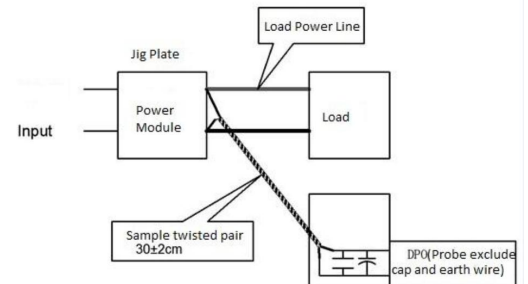 Load Power Line
Jig Plate
Power
Module
Load
Input
Sample twisted pair
30±2cm
DPO(Probe exclude
cap and earth wire)